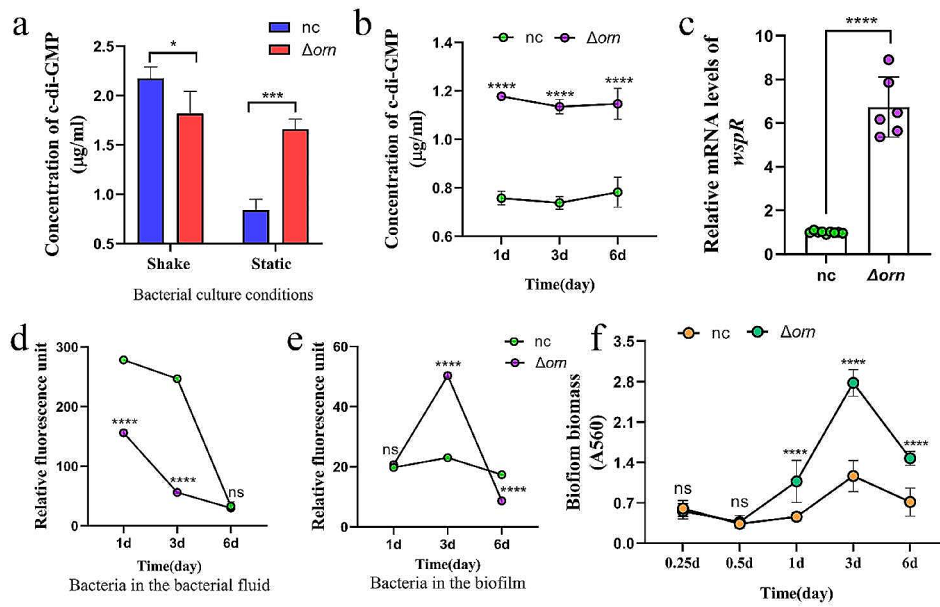 a
nc
Δorn
Concentration of c-di-GMP
(μg/ml)
2.5
2.0
1.5
1.0
0.5
*
***
Shake
Static
Bacterial culture conditions
b
nc
Δorn
Concentration of c-di-GMP
(μg/ml)
1.4
1.2
1.0
0.8
0.6
****
****
****
1d
3d
6d
Time(day)
c
Relative mRNA levels of
wspR
10
8
6
4
2
0
****
nc
Δorn
d
Relative fluorescence unit
300
200
100
0
****
****
ns
1d
3d
6d
Time(day)
Bacteria in the bacterial fluid
e
nc
Δorn
Relative fluorescence unit
60
40
20
0
ns
****
****
1d
3d
6d
Time(day)
Bacteria in the biofilm
f
nc
Δorn
Biofiom biomass
(A560)
3.5
2.8
2.1
1.4
0.7
0.0
ns
ns
****
****
****
0.25d
0.5d
1d
3d
6d
Time(day)